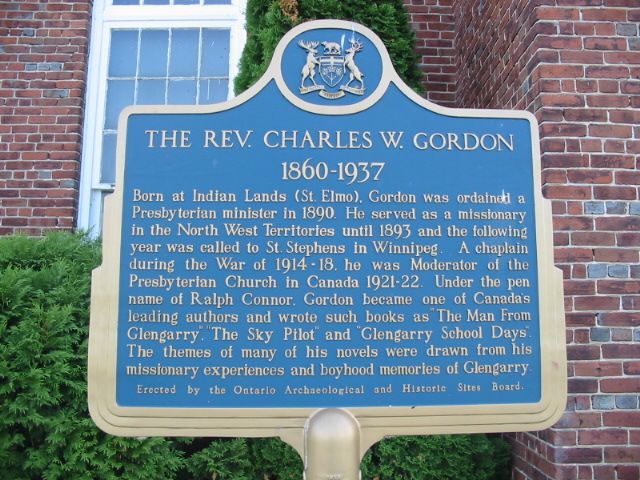 THE REV. CHARLES W. GORDON
1860-1937
Born at Indian Lands (St. Elmo), Gordon was ordained a
Presbyterian minister in 1890. He served as a missionary
in the North West Territories until 1893 and the following
year was called to St. Stephens in Winnipeg. A chaplain
during the War of 1914-18, he was Moderator of the
Presbyterian Church in Canada 1921-22. Under the pen
name of Ralph Connor, Gordon became one of Canada's
leading authors and wrote such books as "The Man From
Glengarry", "The Sky Pilot" and "Glengarry School Days".
The themes of many of his novels were drawn from his
missionary experiences and boyhood memories of Glengarry.
Erected by the Ontario Archaeological and Historic Sites Board.